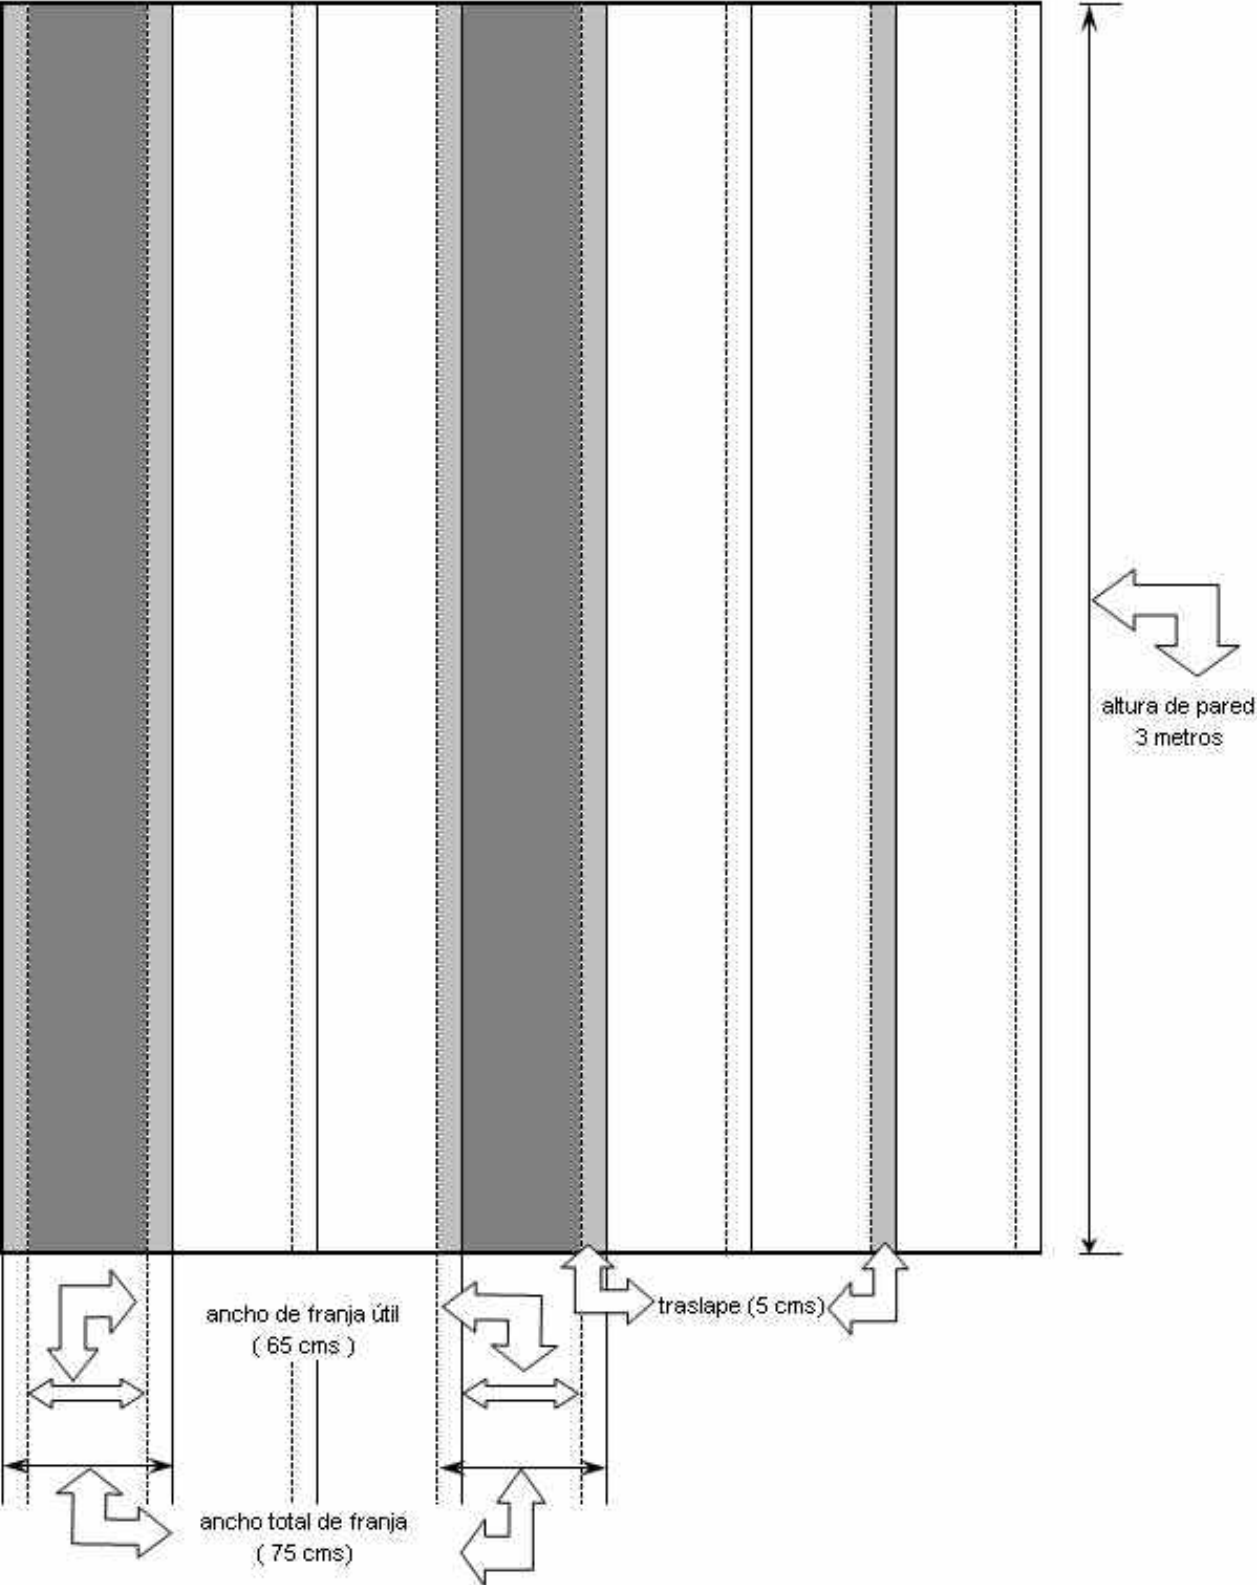 altura de pared
3 metros
traslape (5 cms)
ancho de franja útil
( 65 cms )
ancho total de franja
( 75 cms)